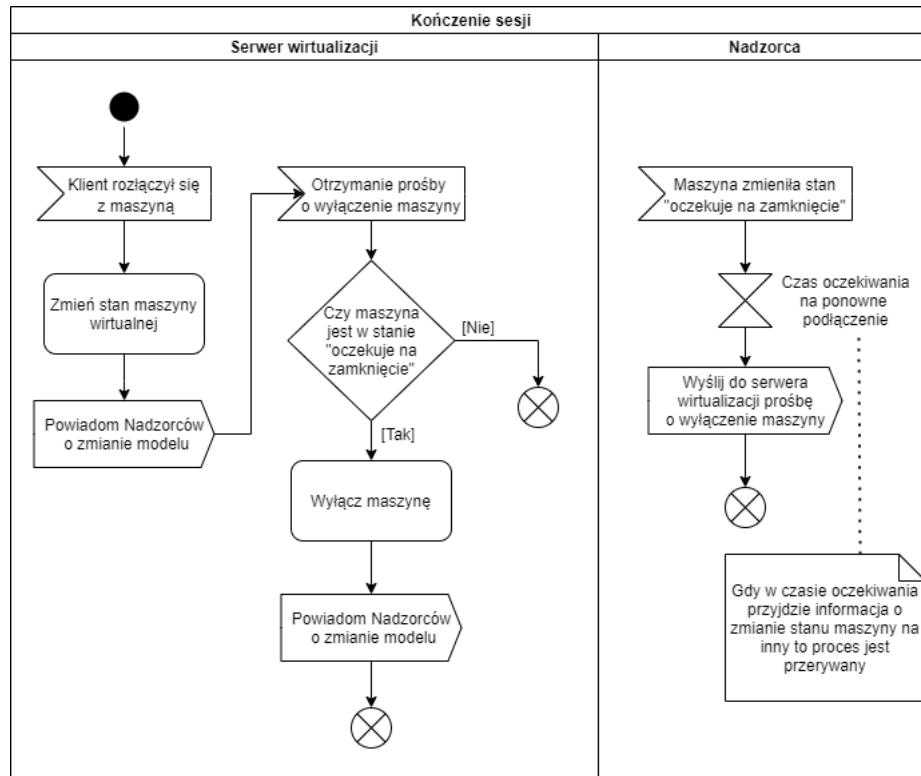 Kończenie sesji
Serwer wirtualizacji
Nadzorca
Klient rozłączył się
z maszyną
Zmień stan maszyny
wirtualnej
Powiadom Nadzorców
o zmianie modelu
Otrzymanie prośby
o wyłączenie maszyny
Czy maszyna
jest w stanie
"oczekuje na
zamknięcie"
[Nie]
[Tak]
Wyłącz maszynę
Powiadom Nadzorców
o zmianie modelu
Maszyna zmieniła stan
"oczekuje na zamknięcie"
Czas oczekiwania
na ponowne
podłączenie
Wyślij do serwera
wirtualizacji prośbę
o wyłączenie maszyny
Gdy w czasie oczekiwania
przyjdzie informacja o
zmianie stanu maszyny na
inny to proces jest
przerywany